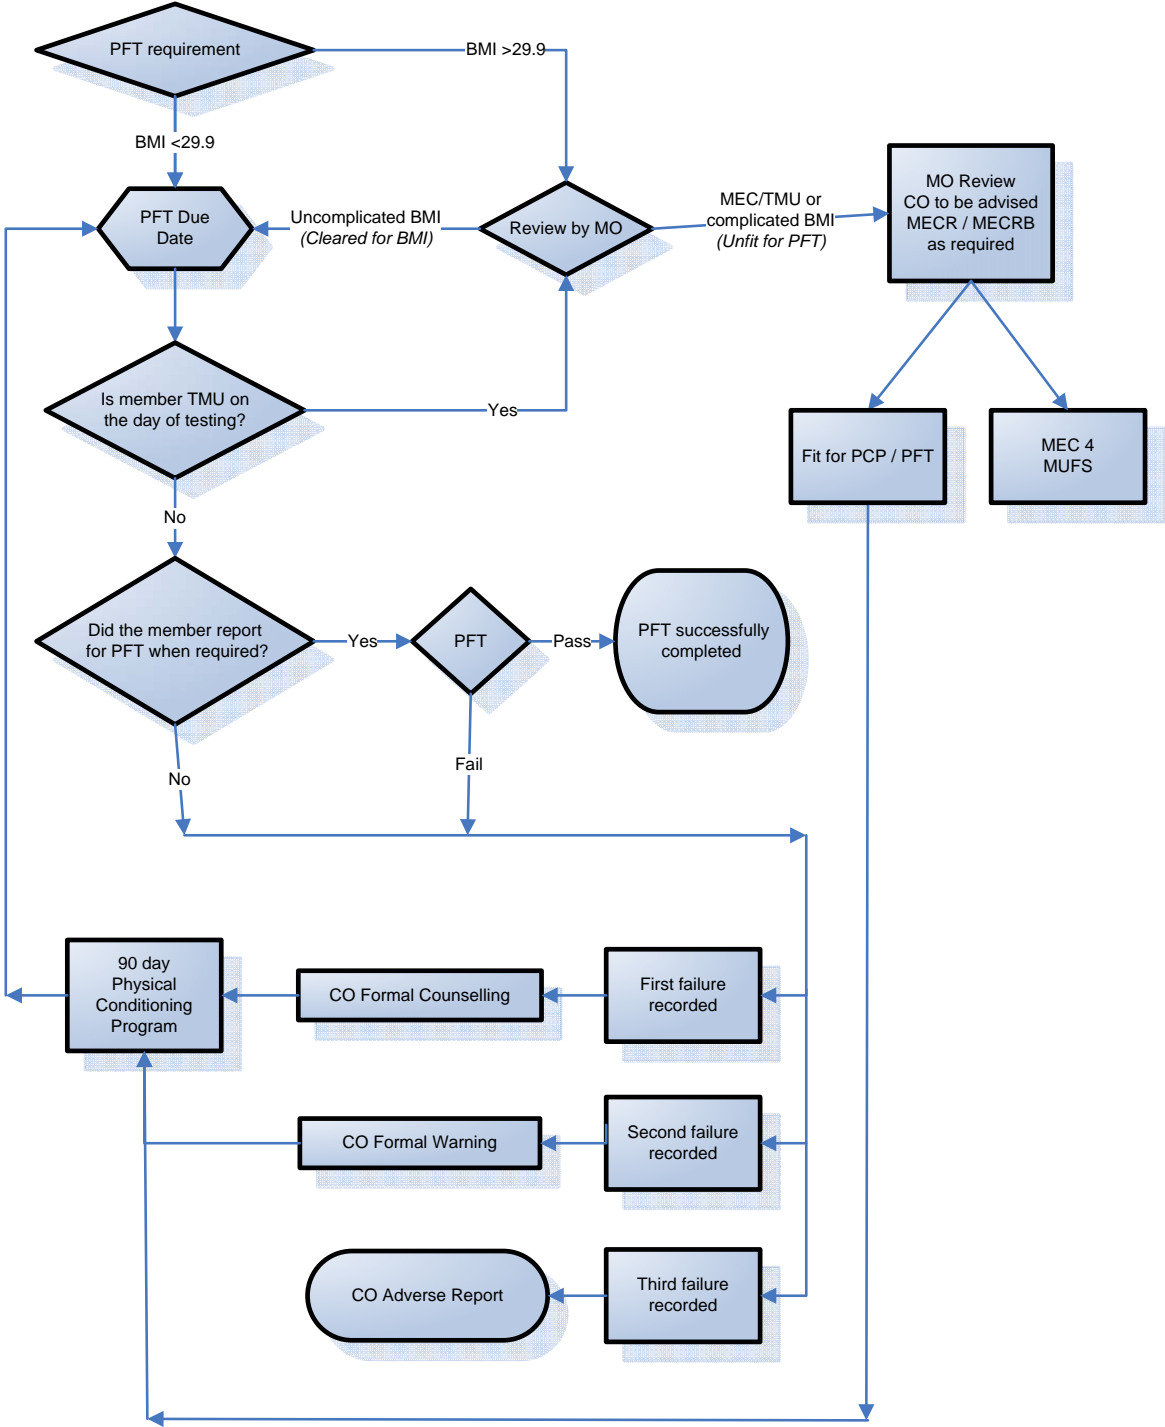 PFT requirement
BMI >29.9
BMI <29.9
PFT Due
Date
Uncomplicated BMI
(Cleared for BMI)
Review by MO
MEC/TMU or
complicated BMI
(Unfit for PFT)
MO Review
CO to be advised
MECR / MECRB
as required
Is member TMU on
the day of testing?
Yes
Fit for PCP / PFT
MEC 4
MUFS
No
Did the member report
for PFT when required?
Yes
PFT
Pass
PFT successfully
completed
No
Fail
90 day
Physical
Conditioning
Program
CO Formal Counselling
First failure
recorded
CO Formal Warning
Second failure
recorded
CO Adverse Report
Third failure
recorded